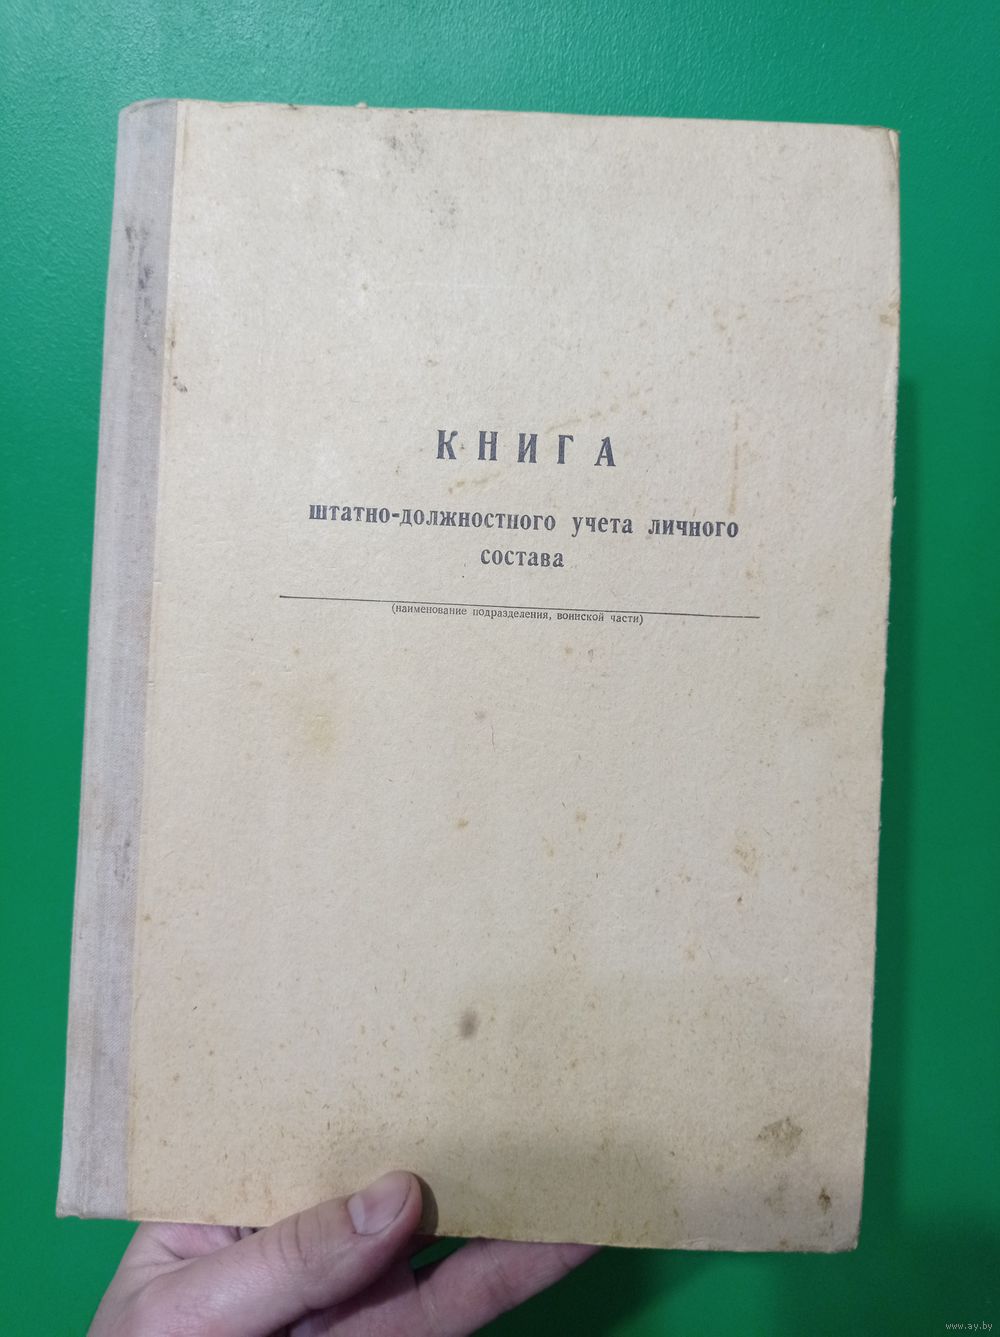 КНИГА
штатно-должностного учета личного
состава
(наименование подразделения, воинской части)
www.ay.by